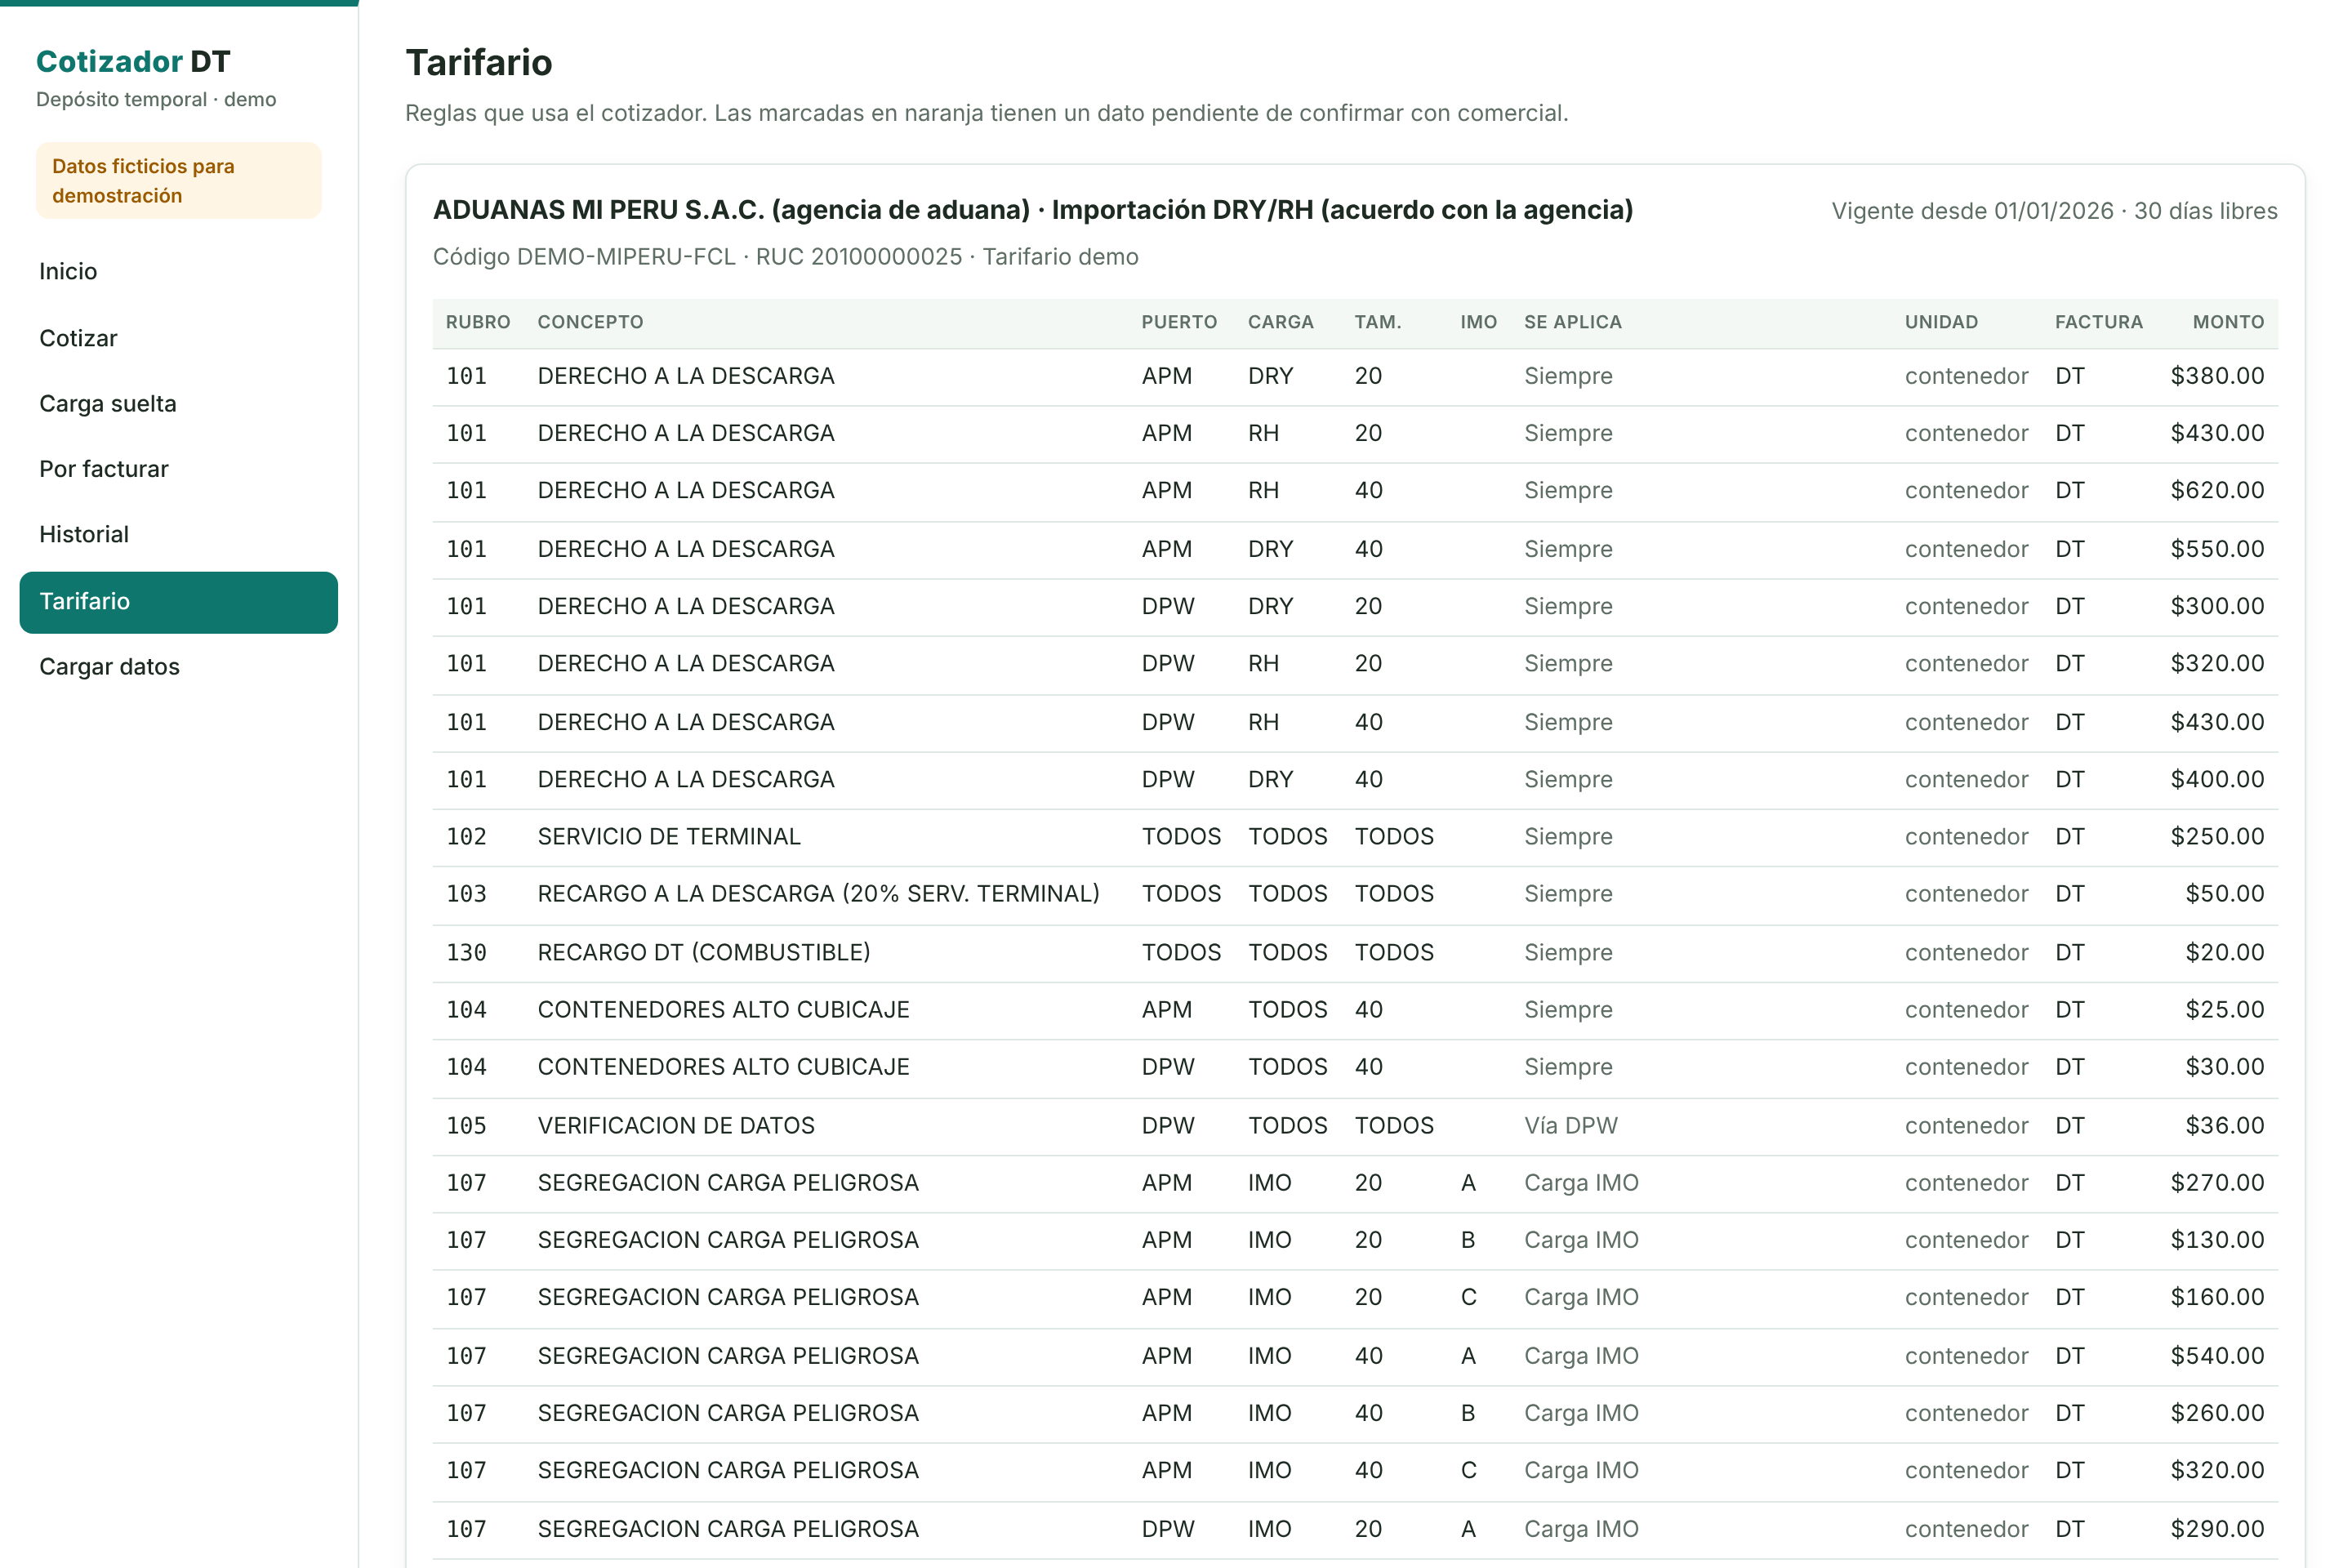 Cotizador DT
Depósito temporal · demo
Datos ficticios para
demostración
Inicio
Cotizar
Carga suelta
Por facturar
Historial
Tarifario
Cargar datos
Tarifario
Reglas que usa el cotizador. Las marcadas en naranja tienen un dato pendiente de confirmar con comercial.
ADUANAS MI PERU S.A.C. (agencia de aduana) · Importación DRY/RH (acuerdo con la agencia) Vigente desde 01/01/2026 · 30 días libres
Código DEMO-MIPERU-FCL · RUC 20100000025 · Tarifario demo
RUBRO CONCEPTO PUERTO CARGA TAM. IMO SE APLICA UNIDAD FACTURA MONTO
101 DERECHO A LA DESCARGA APM DRY 20 Siempre contenedor DT $380.00
101 DERECHO A LA DESCARGA APM RH 20 Siempre contenedor DT $430.00
101 DERECHO A LA DESCARGA APM RH 40 Siempre contenedor DT $620.00
101 DERECHO A LA DESCARGA APM DRY 40 Siempre contenedor DT $550.00
101 DERECHO A LA DESCARGA DPW DRY 20 Siempre contenedor DT $300.00
101 DERECHO A LA DESCARGA DPW RH 20 Siempre contenedor DT $320.00
101 DERECHO A LA DESCARGA DPW RH 40 Siempre contenedor DT $430.00
101 DERECHO A LA DESCARGA DPW DRY 40 Siempre contenedor DT $400.00
102 SERVICIO DE TERMINAL TODOS TODOS TODOS Siempre contenedor DT $250.00
103 RECARGO A LA DESCARGA (20% SERV. TERMINAL) TODOS TODOS TODOS Siempre contenedor DT $50.00
130 RECARGO DT (COMBUSTIBLE) TODOS TODOS TODOS Siempre contenedor DT $20.00
104 CONTENEDORES ALTO CUBICAJE APM TODOS 40 Siempre contenedor DT $25.00
104 CONTENEDORES ALTO CUBICAJE DPW TODOS 40 Siempre contenedor DT $30.00
105 VERIFICACION DE DATOS DPW TODOS TODOS Vía DPW contenedor DT $36.00
107 SEGREGACION CARGA PELIGROSA APM IMO 20 A Carga IMO contenedor DT $270.00
107 SEGREGACION CARGA PELIGROSA APM IMO 20 B Carga IMO contenedor DT $130.00
107 SEGREGACION CARGA PELIGROSA APM IMO 20 C Carga IMO contenedor DT $160.00
107 SEGREGACION CARGA PELIGROSA APM IMO 40 A Carga IMO contenedor DT $540.00
107 SEGREGACION CARGA PELIGROSA APM IMO 40 B Carga IMO contenedor DT $260.00
107 SEGREGACION CARGA PELIGROSA APM IMO 40 C Carga IMO contenedor DT $320.00
107 SEGREGACION CARGA PELIGROSA DPW IMO 20 A Carga IMO contenedor DT $290.00